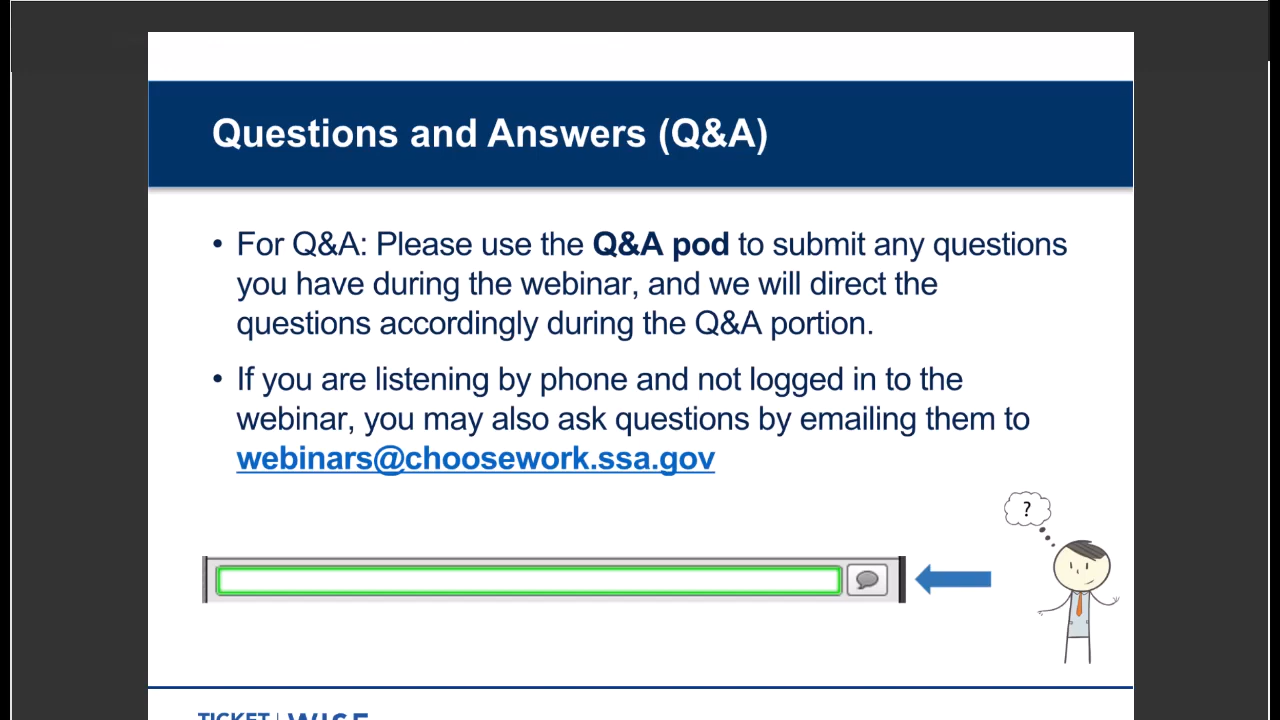 Questions and Answers (Q&A)
• For Q&A: Please use the Q&A pod to submit any questions
you have during the webinar, and we will direct the
questions accordingly during the Q&A portion.
• If you are listening by phone and not logged in to the
webinar, you may also ask questions by emailing them to
webinars@choosework.ssa.gov
?
TICKET | WISE